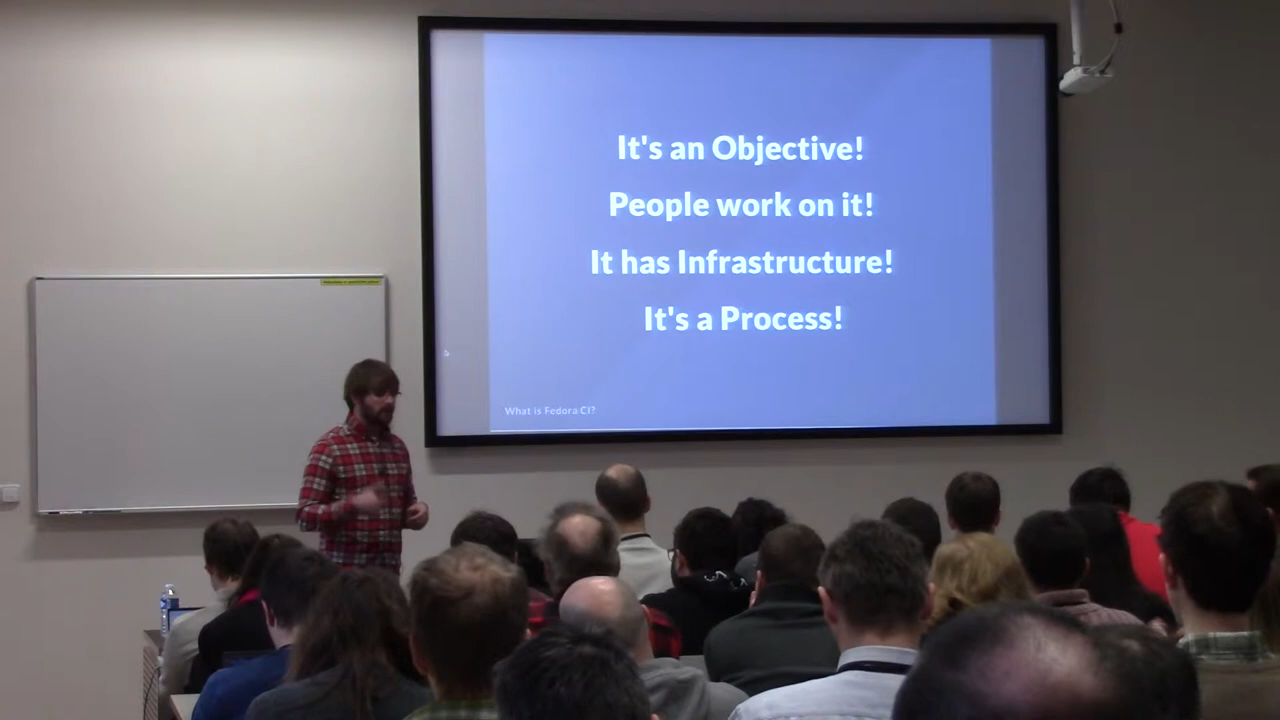 It's an Objective!
People work on it!
It has Infrastructure!
It's a Process!
What is Fedora CI?